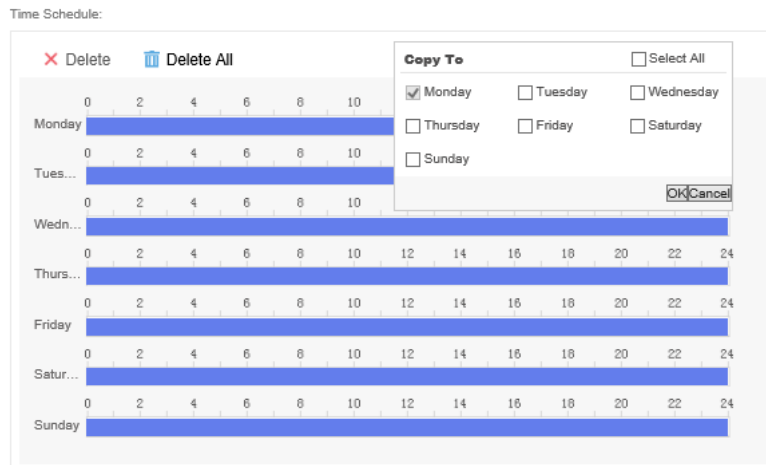 Time Schedule:
Delete Delete All
Copy To Select All
Monday Tuesday Wednesday
Thursday Friday Saturday
Sunday
OK Cancel
0 2 4 6 8 10
Monday
0 2 4 6 8 10
Tues...
0 2 4 6 8 10
Wedn...
0 2 4 6 8 10 12 14 16 18 20 22 24
Thurs...
0 2 4 6 8 10 12 14 16 18 20 22 24
Friday
0 2 4 6 8 10 12 14 16 18 20 22 24
Satur...
0 2 4 6 8 10 12 14 16 18 20 22 24
Sunday